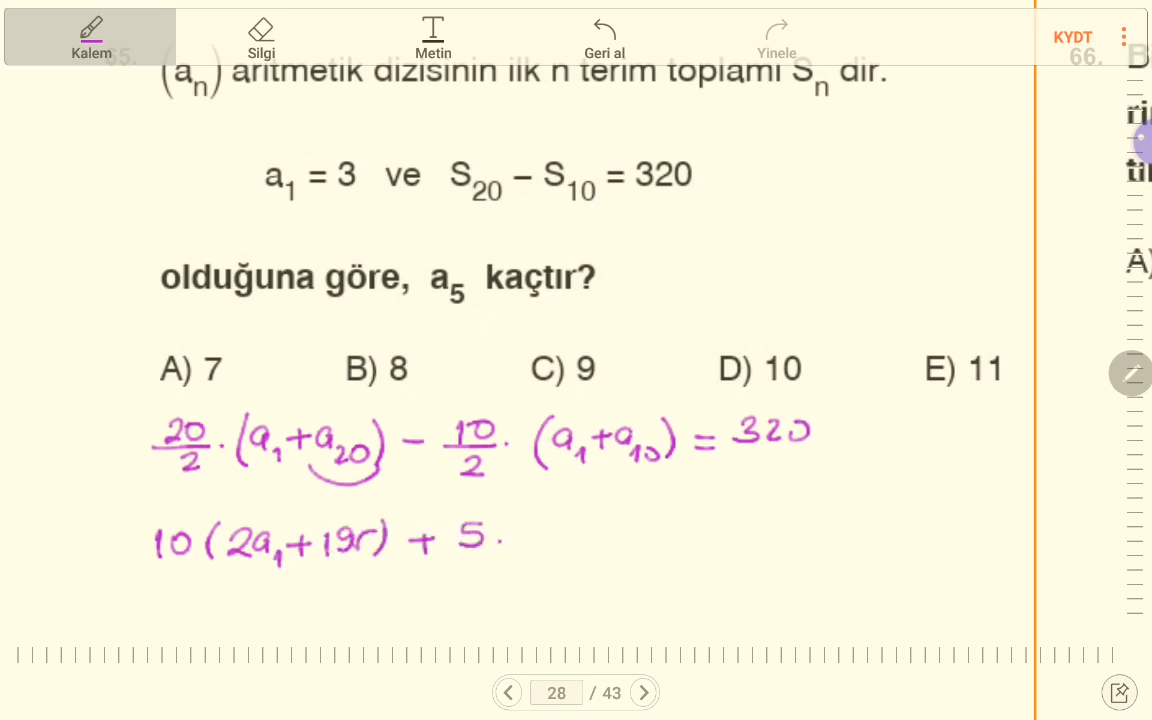 Kalem Silgi Metin Geri al Yinele KYDT
65. (aₙ) aritmetik dizisinin ilk n terim toplamı Sₙ dir. 66. B
a₁ = 3 ve S₂₀ – S₁₀ = 320
olduğuna göre, a₅ kaçtır?
A) 7 B) 8 C) 9 D) 10 E) 11
A)
20/2 · (a₁+a₂₀) – 10/2 · (a₁+a₁₀) = 320
10(2a₁+19r) + 5.
28 / 43